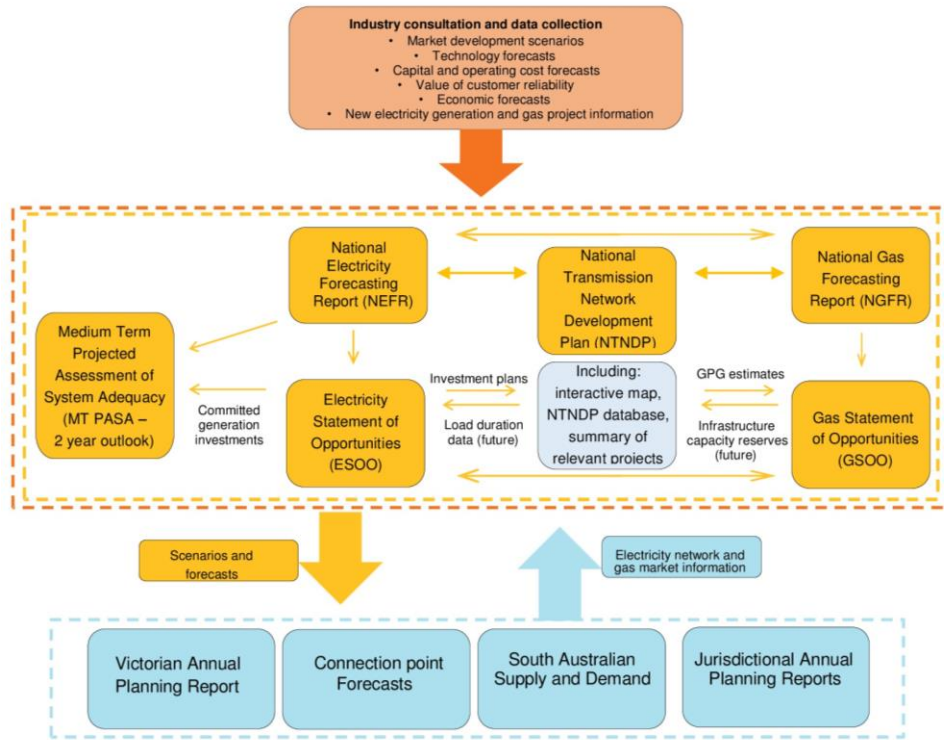 Industry consultation and data collection
• Market development scenarios
• Technology forecasts
• Capital and operating cost forecasts
• Value of customer reliability
• Economic forecasts
• New electricity generation and gas project information
National
Electricity
Forecasting
Report (NEFR)
National
Transmission
Network
Development
Plan (NTNDP)
National Gas
Forecasting
Report (NGFR)
Medium Term
Projected
Assessment of
System Adequacy
(MT PASA –
2 year outlook)
Committed
generation
investments
Electricity
Statement of
Opportunities
(ESOO)
Investment plans
Load duration
data (future)
Including:
interactive map,
NTNDP database,
summary of
relevant projects
GPG estimates
Infrastructure
capacity reserves
(future)
Gas Statement
of Opportunities
(GSOO)
Scenarios and
forecasts
Electricity network and
gas market information
Victorian Annual
Planning Report
Connection point
Forecasts
South Australian
Supply and Demand
Jurisdictional Annual
Planning Reports